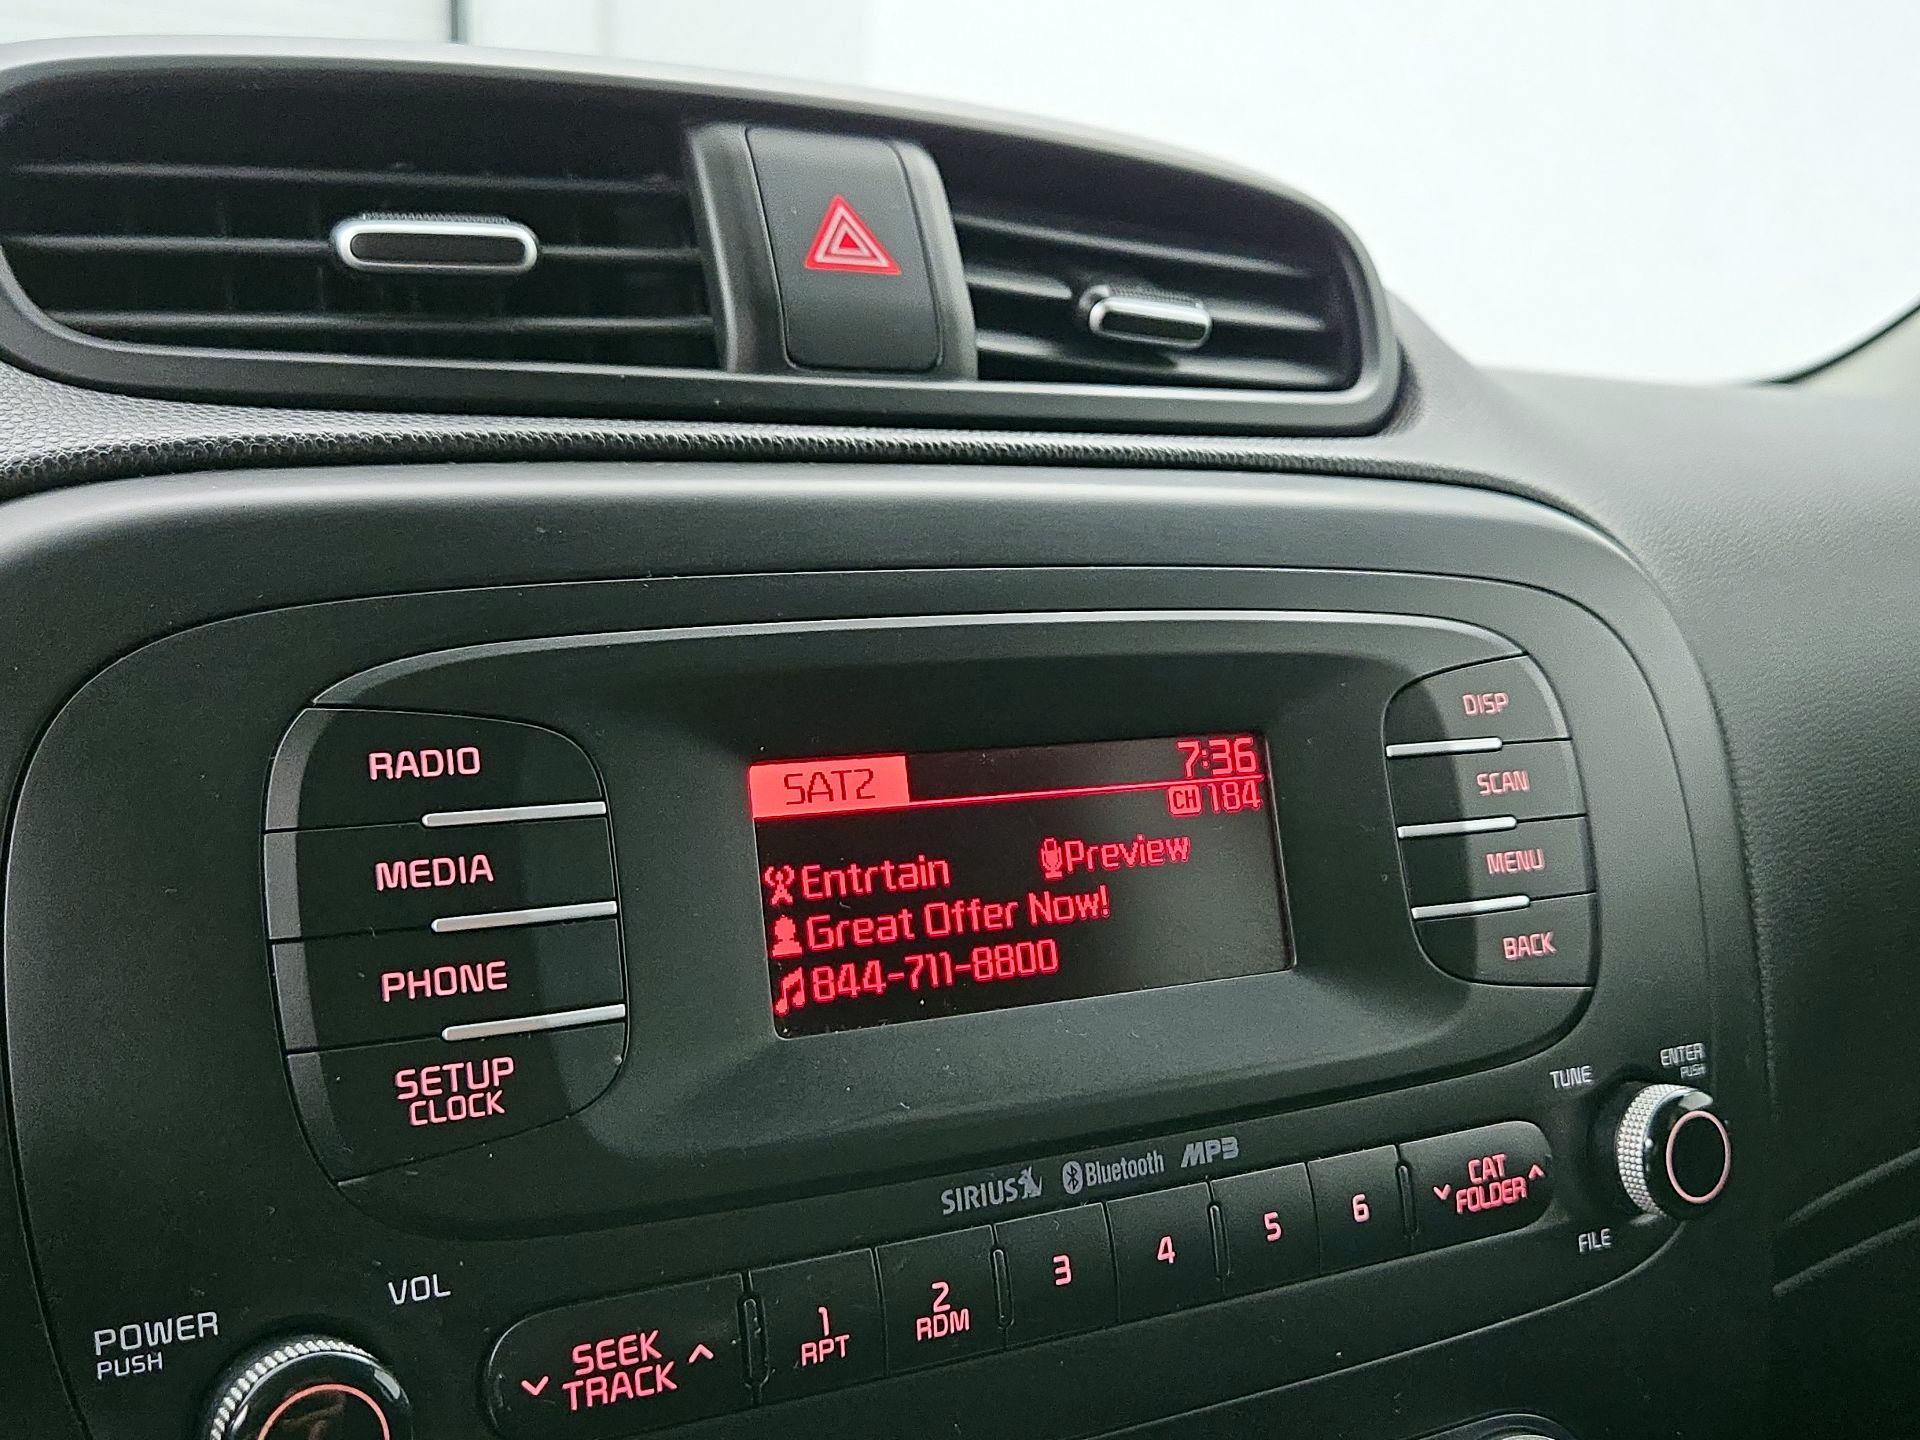 RADIO
MEDIA
PHONE
SETUP
CLOCK
SAT2
7:36
CH 184
Entrtain
Preview
Great Offer Now!
844-711-8800
DISP
SCAN
MENU
BACK
TUNE
ENTER
PUSH
FILE
SIRIUS Bluetooth MP3
VOL
POWER
PUSH
SEEK
TRACK
1
RPT
2
RDM
3
4
5
6
CAT
FOLDER